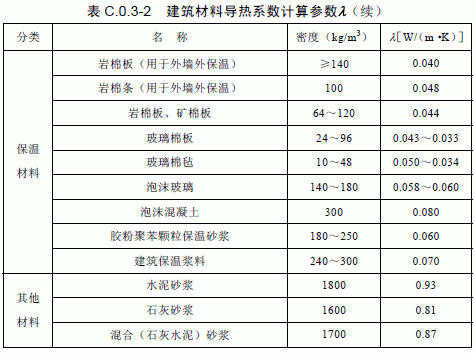 表 C.0.3-2 建筑材料导热系数计算参数λ（续）
分类 名 称 密度（kg/m³） λ[W/(m·K)]
岩棉板（用于外墙外保温） ≥140 0.040
岩棉条（用于外墙外保温） 100 0.048
岩棉板、矿棉板 64～120 0.044
玻璃棉板 24～96 0.043～0.033
保温 玻璃棉毡 10～48 0.050～0.034
材料 泡沫玻璃 140～180 0.058～0.060
泡沫混凝土 300 0.080
胶粉聚苯颗粒保温砂浆 180～250 0.060
建筑保温浆料 240～300 0.070
水泥砂浆 1800 0.93
其他 石灰砂浆 1600 0.81
材料 混合（石灰水泥）砂浆 1700 0.87